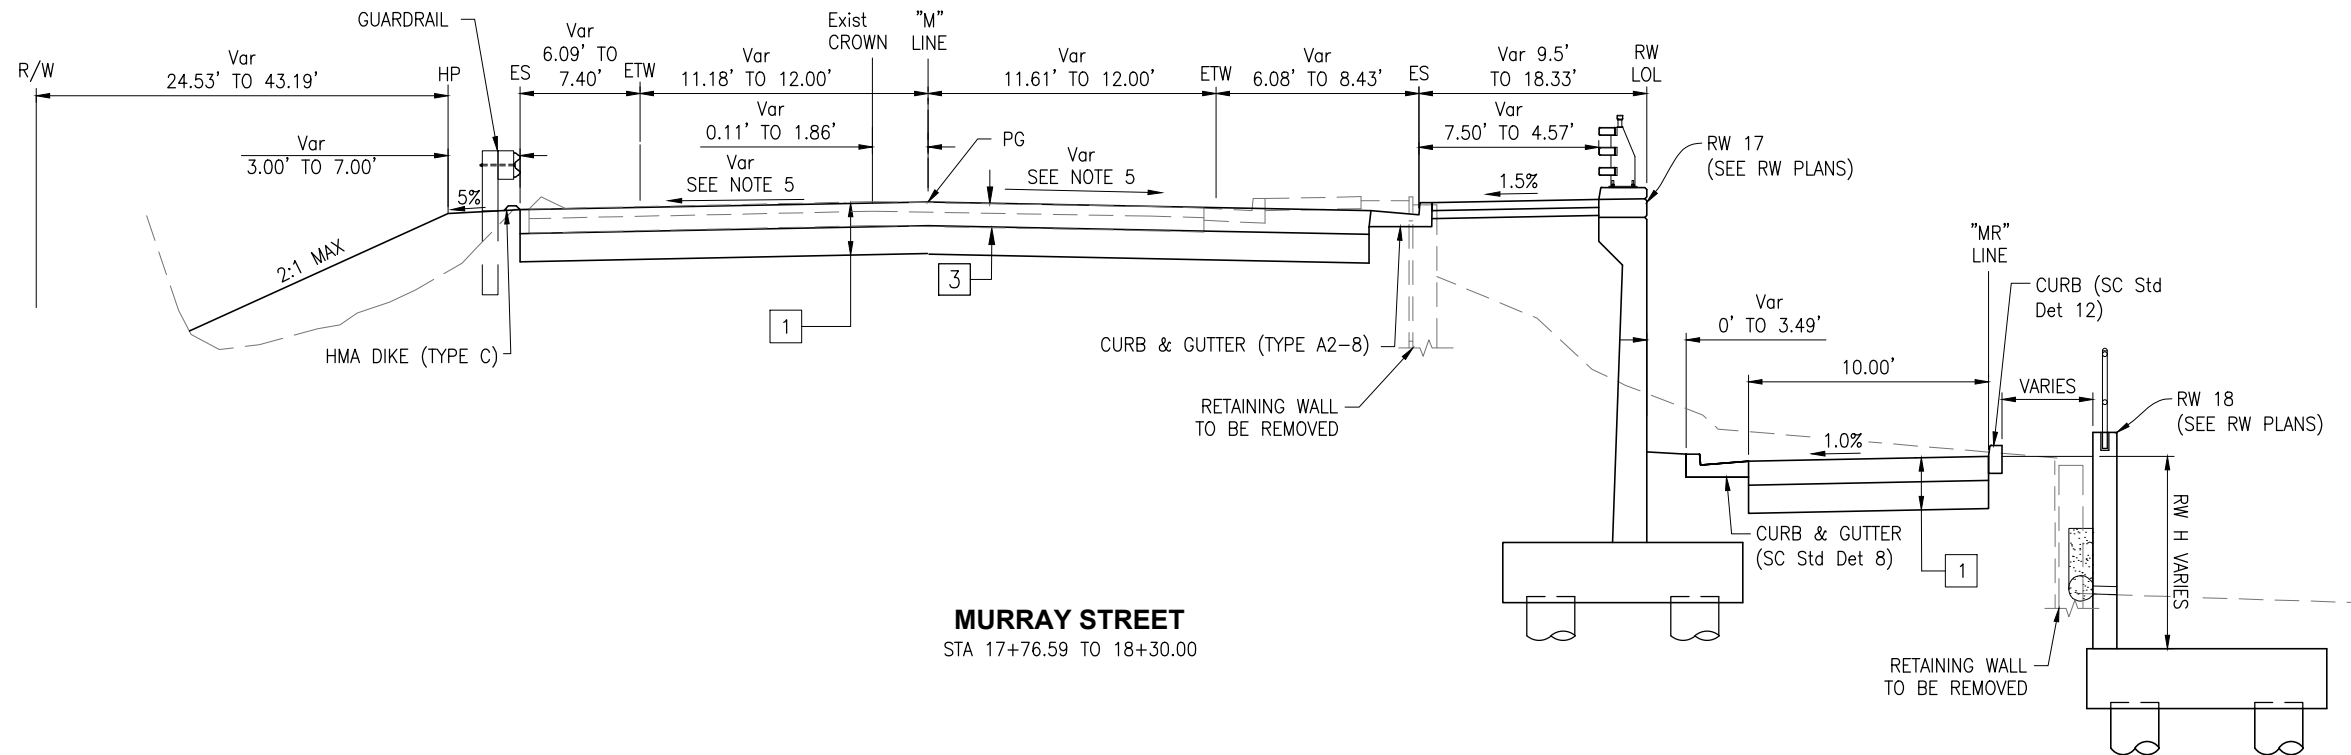 GUARDRAIL
Var
6.09' TO
7.40'
Exist
CROWN
"M"
LINE
R/W
Var
24.53' TO 43.19'
HP
ES
ETW
Var
11.18' TO 12.00'
Var
11.61' TO 12.00'
ETW
Var
6.08' TO 8.43'
ES
Var 9.5'
TO 18.33'
RW
LOL
Var
3.00' TO 7.00'
Var
0.11' TO 1.86'
PG
Var
7.50' TO 4.57'
RW 17
(SEE RW PLANS)
Var
SEE NOTE 5
Var
SEE NOTE 5
5%
1.5%
2:1 MAX
3
1
HMA DIKE (TYPE C)
CURB & GUTTER (TYPE A2-8)
RETAINING WALL
TO BE REMOVED
Var
0' TO 3.49'
"MR"
LINE
CURB (SC Std
Det 12)
10.00'
VARIES
RW 18
(SEE RW PLANS)
1.0%
CURB & GUTTER
(SC Std Det 8)
1
RW H VARIES
RETAINING WALL
TO BE REMOVED
MURRAY STREET
STA 17+76.59 TO 18+30.00